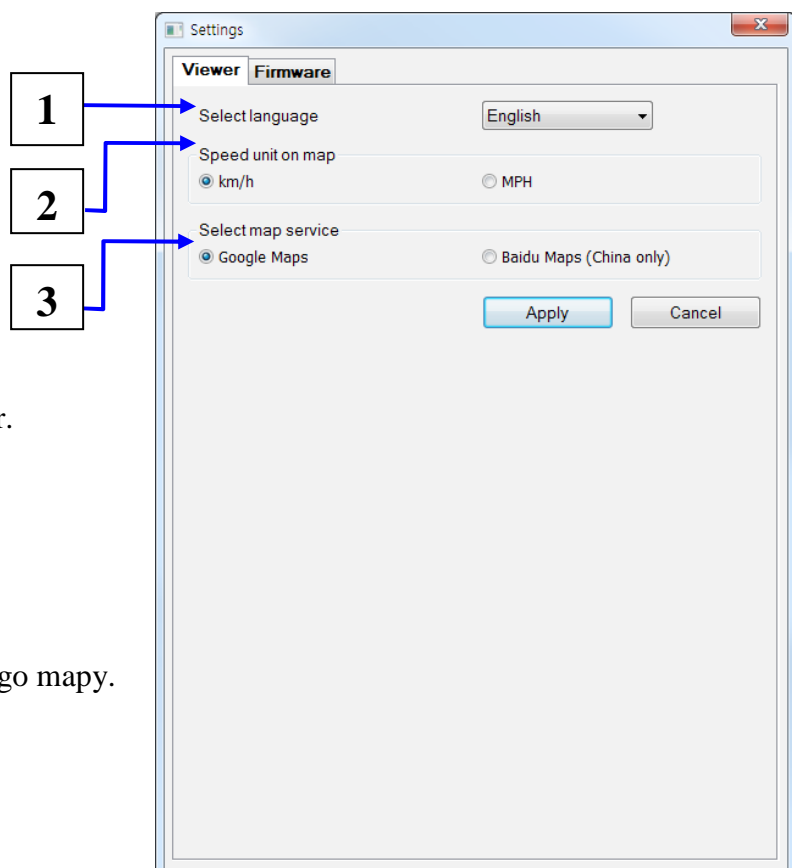 Settings
Viewer Firmware
1
Select language English
2
Speed unit on map
km/h MPH
3
Select map service
Google Maps Baidu Maps (China only)
Apply Cancel
r.
go mapy.